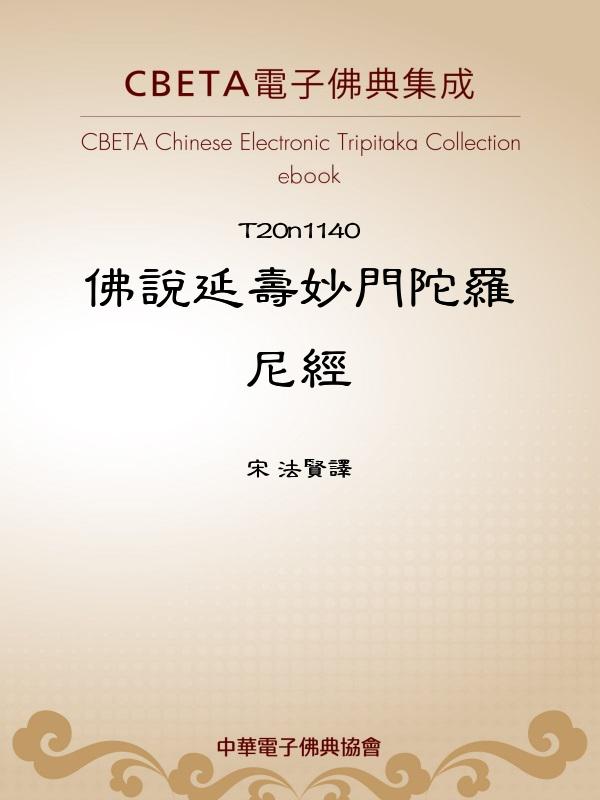 CBETA電子佛典集成
CBETA Chinese Electronic Tripitaka Collection
ebook
T20n1140
佛說延壽妙門陀羅
尼經
宋 法賢譯
中華電子佛典協會